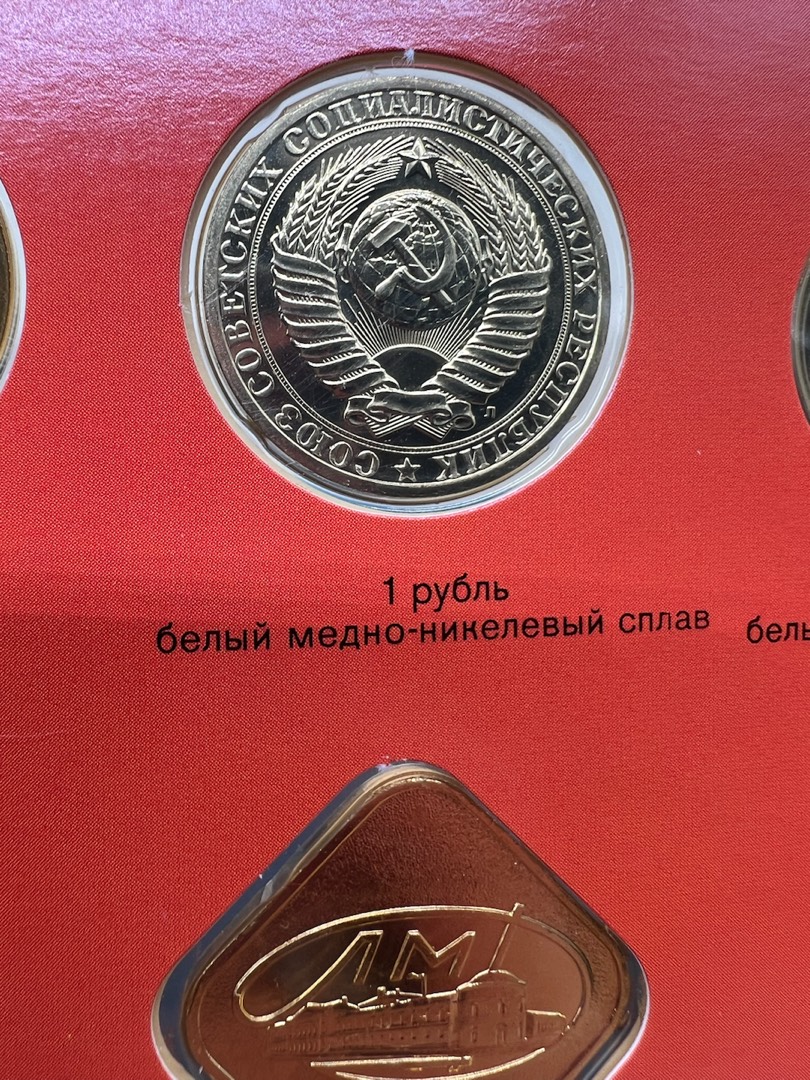 СОЮЗ СОВЕТСКИХ СОЦИАЛИСТИЧЕСКИХ РЕСПУБЛИК
Л
1 рубль
белый медно-никелевый сплав
ЛМ